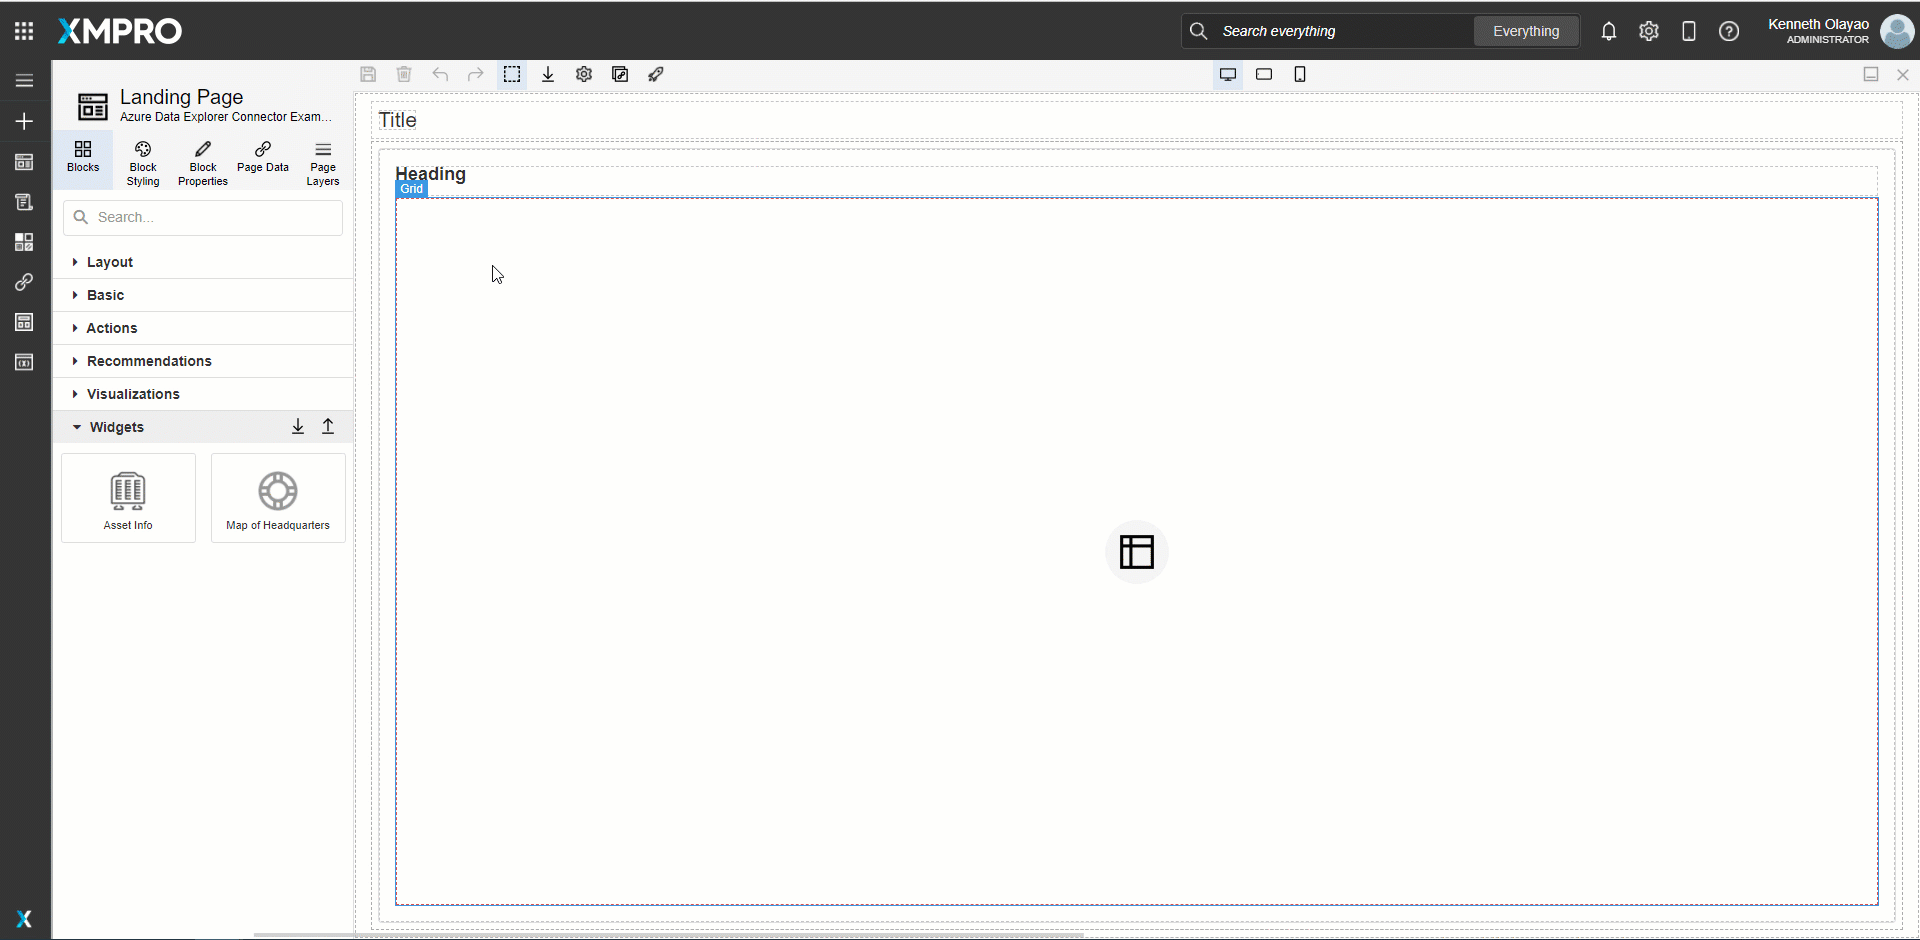 XMPRO
Search everything
Everything
Kenneth Olayao
ADMINISTRATOR
Landing Page
Azure Data Explorer Connector Exam...
Blocks
Block
Styling
Block
Properties
Page Data
Page
Layers
Search...
Layout
Basic
Actions
Recommendations
Visualizations
Widgets
Asset Info
Map of Headquarters
Title
Heading
Grid